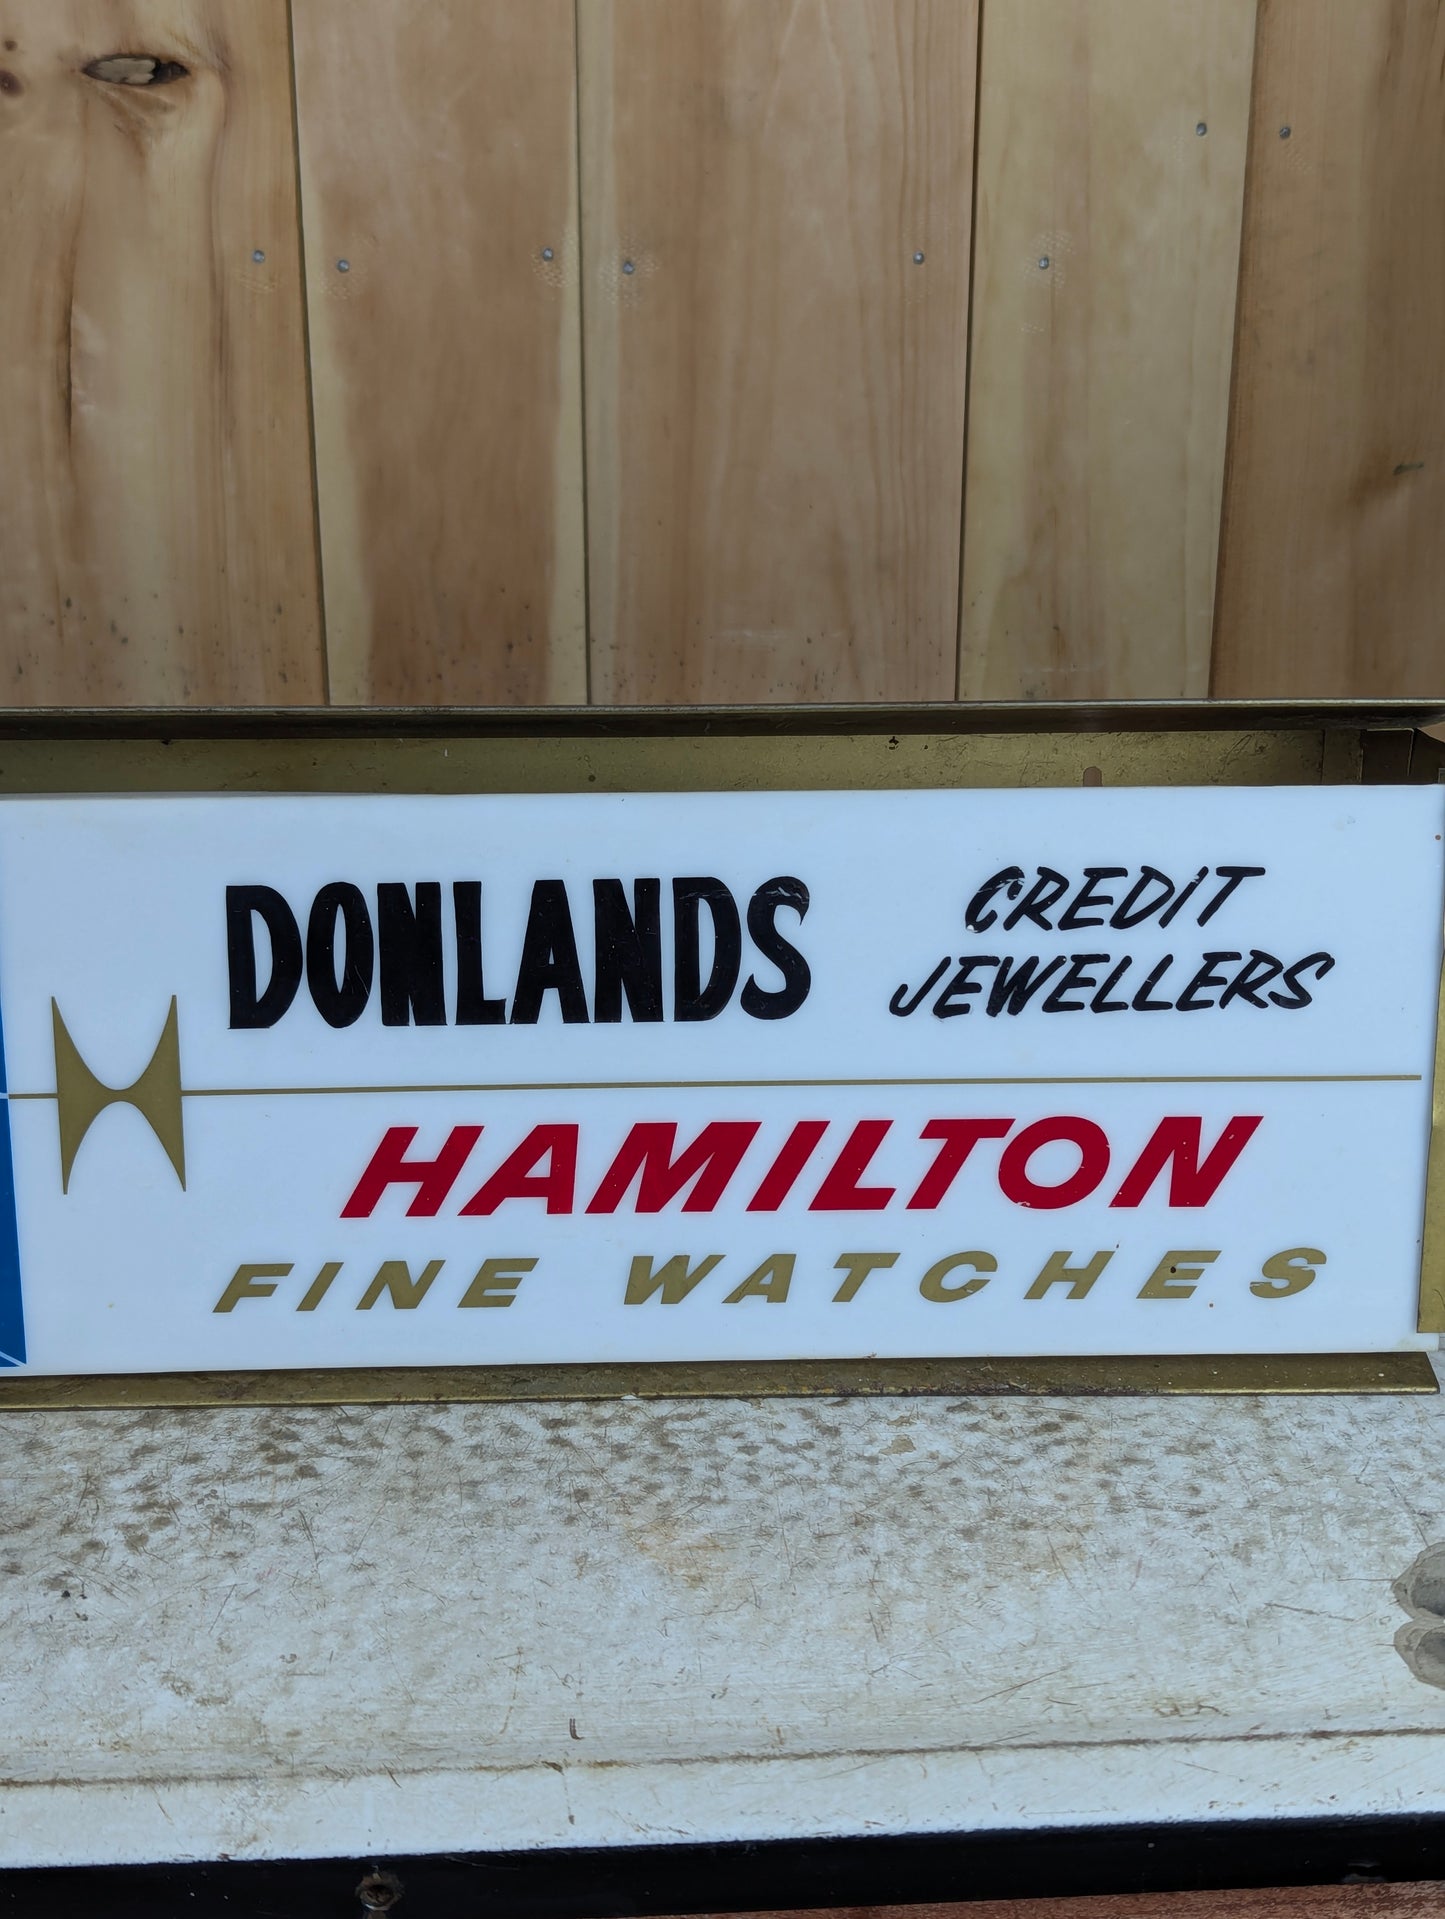 DONLANDS
CREDIT
JEWELLERS
HAMILTON
FINE WATCHES